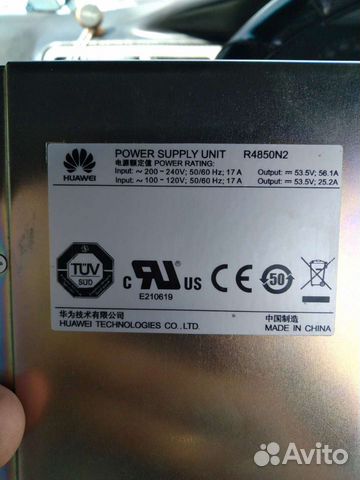 HUAWEI
POWER SUPPLY UNIT R4850N2
电源额定值 POWER RATING:
Input: ~ 200-240V; 50/60 Hz; 17 A Output: ⎓ 53.5V; 56.1A
Input: ~ 100-120V; 50/60 Hz; 17 A Output: ⎓ 53.5V; 25.2A
TÜV
SÜD
c RU US
E210619
CE
50
华为技术有限公司 中国制造
HUAWEI TECHNOLOGIES CO.,LTD. MADE IN CHINA
Avito